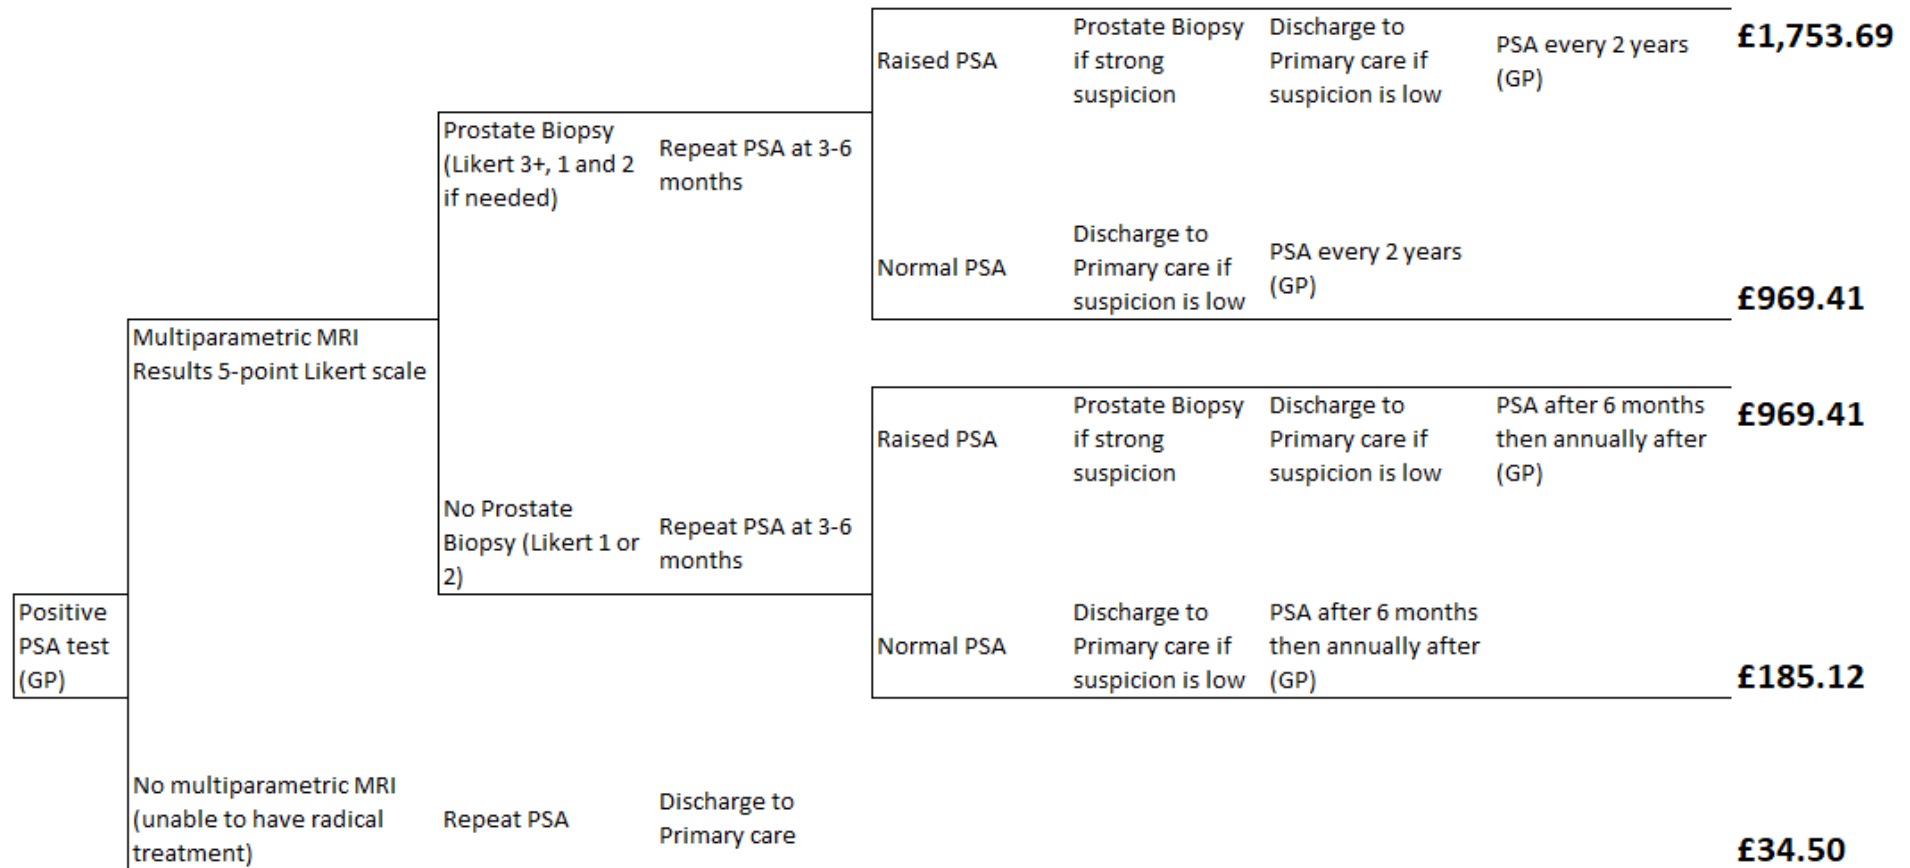 Raised PSA
Prostate Biopsy
if strong
suspicion
Discharge to
Primary care if
suspicion is low
PSA every 2 years
(GP)
£1,753.69
Prostate Biopsy
(Likert 3+, 1 and 2
if needed)
Repeat PSA at 3-6
months
Normal PSA
Discharge to
Primary care if
suspicion is low
PSA every 2 years
(GP)
£969.41
Multiparametric MRI
Results 5-point Likert scale
Raised PSA
Prostate Biopsy
if strong
suspicion
Discharge to
Primary care if
suspicion is low
PSA after 6 months
then annually after
(GP)
£969.41
No Prostate
Biopsy (Likert 1 or
2)
Repeat PSA at 3-6
months
Positive
PSA test
(GP)
Normal PSA
Discharge to
Primary care if
suspicion is low
PSA after 6 months
then annually after
(GP)
£185.12
No multiparametric MRI
(unable to have radical
treatment)
Repeat PSA
Discharge to
Primary care
£34.50